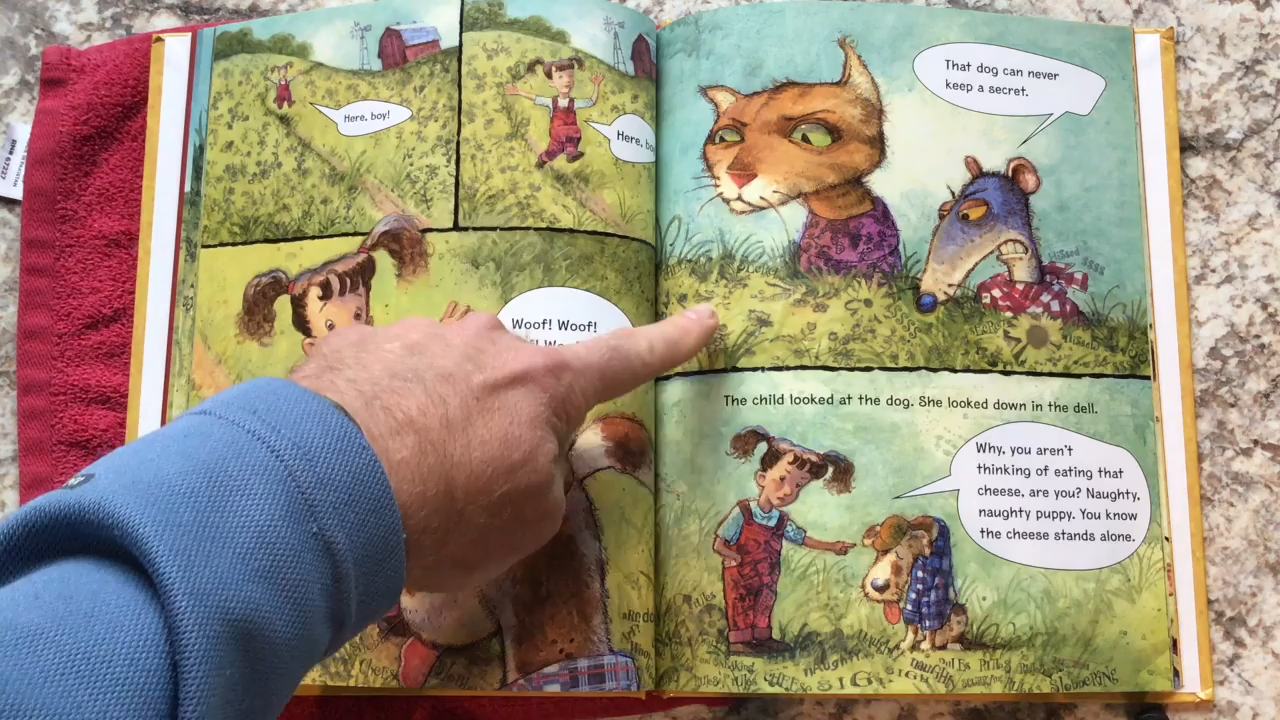 Here, boy!
Here, bo
Woof! Woof!
That dog can never
keep a secret.
The child looked at the dog. She looked down in the dell.
Why, you aren't
thinking of eating that
cheese, are you? Naughty,
naughty puppy. You know
the cheese stands alone.